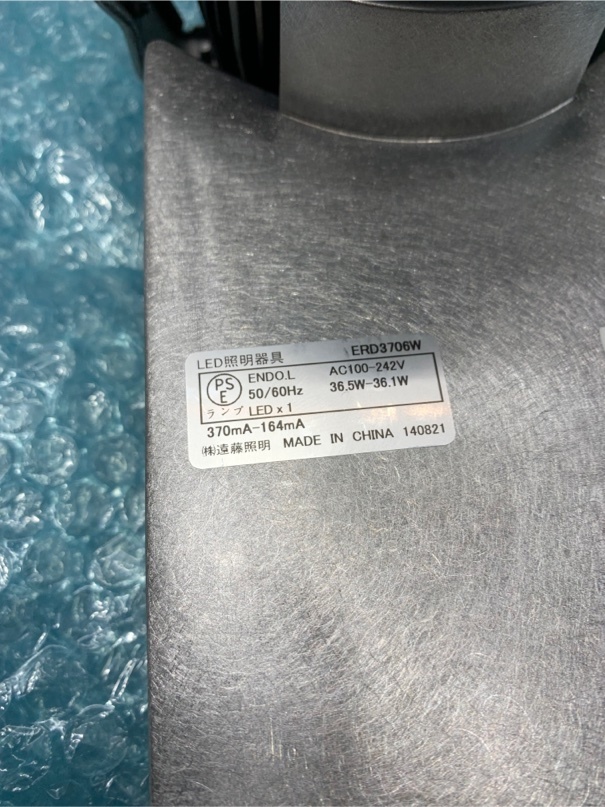 LED照明器具 ERD3706W
PS
E
ENDO.L AC100-242V
50/60Hz 36.5W-36.1W
ランプ LED x 1
370mA-164mA
㈱遠藤照明 MADE IN CHINA 140821